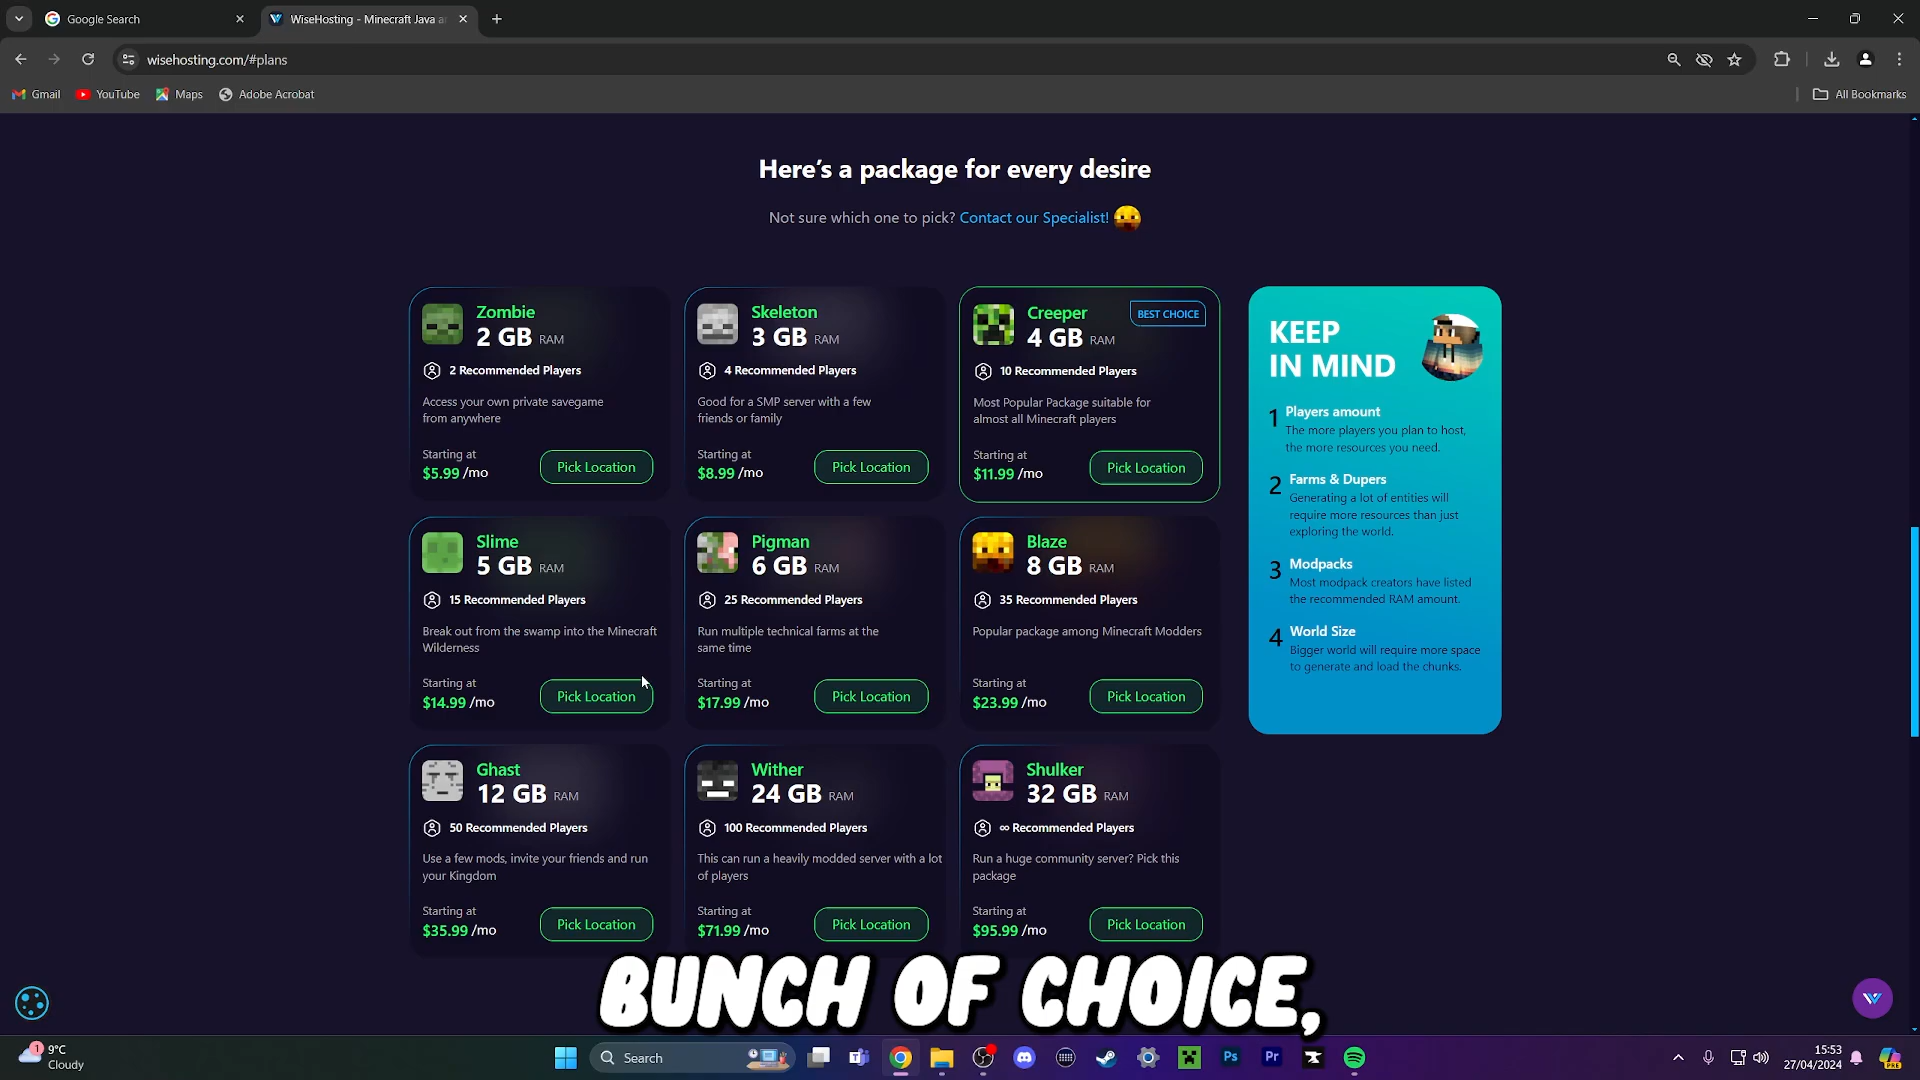 Google Search
WiseHosting - Minecraft Java a
wisehosting.com/#plans
Gmail
YouTube
Maps
Adobe Acrobat
All Bookmarks
Here's a package for every desire
Not sure which one to pick? Contact our Specialist!
Zombie
2 GB RAM
2 Recommended Players
Access your own private savegame
from anywhere
Starting at
$5.99 /mo
Pick Location
Skeleton
3 GB RAM
4 Recommended Players
Good for a SMP server with a few
friends or family
Starting at
$8.99 /mo
Pick Location
Creeper
BEST CHOICE
4 GB RAM
10 Recommended Players
Most Popular Package suitable for
almost all Minecraft players
Starting at
$11.99 /mo
Pick Location
KEEP
IN MIND
1 Players amount
The more players you plan to host,
the more resources you need.
2 Farms & Dupers
Generating a lot of entities will
require more resources than just
exploring the world.
3 Modpacks
Most modpack creators have listed
the recommended RAM amount.
4 World Size
Bigger world will require more space
to generate and load the chunks.
Slime
5 GB RAM
15 Recommended Players
Break out from the swamp into the Minecraft
Wilderness
Starting at
$14.99 /mo
Pick Location
Pigman
6 GB RAM
25 Recommended Players
Run multiple technical farms at the
same time
Starting at
$17.99 /mo
Pick Location
Blaze
8 GB RAM
35 Recommended Players
Popular package among Minecraft Modders
Starting at
$23.99 /mo
Pick Location
Ghast
12 GB RAM
50 Recommended Players
Use a few mods, invite your friends and run
your Kingdom
Starting at
$35.99 /mo
Pick Location
Wither
24 GB RAM
100 Recommended Players
This can run a heavily modded server with a lot
of players
Starting at
$71.99 /mo
Pick Location
Shulker
32 GB RAM
∞ Recommended Players
Run a huge community server? Pick this
package
Starting at
$95.99 /mo
Pick Location
BUNCH OF CHOICE,
1
9°C
Cloudy
Search
Ps
Pr
15:53
27/04/2024
PRE